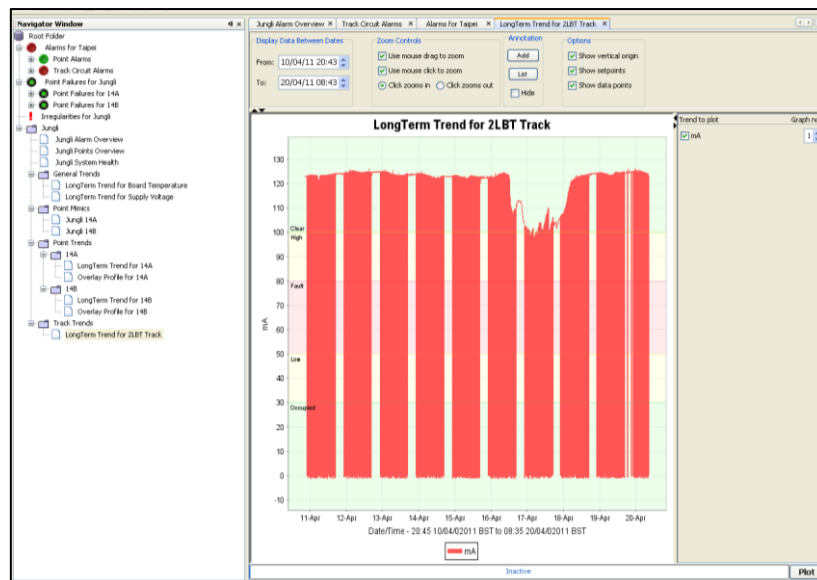 Navigator Window
Root Folder
Alarms for Taipei
Point Alarms
Track Circuit Alarms
Point Failures for Jungli
Point Failures for 14A
Point Failures for 14B
Irregularities for Jungli
Jungli
Jungli Alarm Overview
Jungli Points Overview
Jungli System Health
General Trends
LongTerm Trend for Board Temperature
LongTerm Trend for Supply Voltage
Point Mimics
Jungli 14A
Jungli 14B
Point Trends
14A
LongTerm Trend for 14A
Overlay Profile for 14A
14B
LongTerm Trend for 14B
Overlay Profile for 14B
Track Trends
LongTerm Trend for 2LBT Track
Jungli Alarm Overview Track Circuit Alarms Alarms for Taipei LongTerm Trend for 2LBT Track
Display Data Between Dates
From: 10/04/11 20:43
To: 20/04/11 08:43
Zoom Controls
Use mouse drag to zoom
Use mouse click to zoom
Click zooms in Click zooms out
Annotation
Add
List
Hide
Options
Show vertical origin
Show setpoints
Show data points
LongTerm Trend for 2LBT Track
130
120
110
Clear
100
High
90
80
Fault
70
60
50
Low
40
30
Occupied
20
10
0
-10
mA
11-Apr 12-Apr 13-Apr 14-Apr 15-Apr 16-Apr 17-Apr 18-Apr 19-Apr 20-Apr
Date/Time - 20:45 10/04/02011 BST to 08:35 20/04/02011 BST
mA
Trend to plot Graph
mA 1
Inactive
Plot